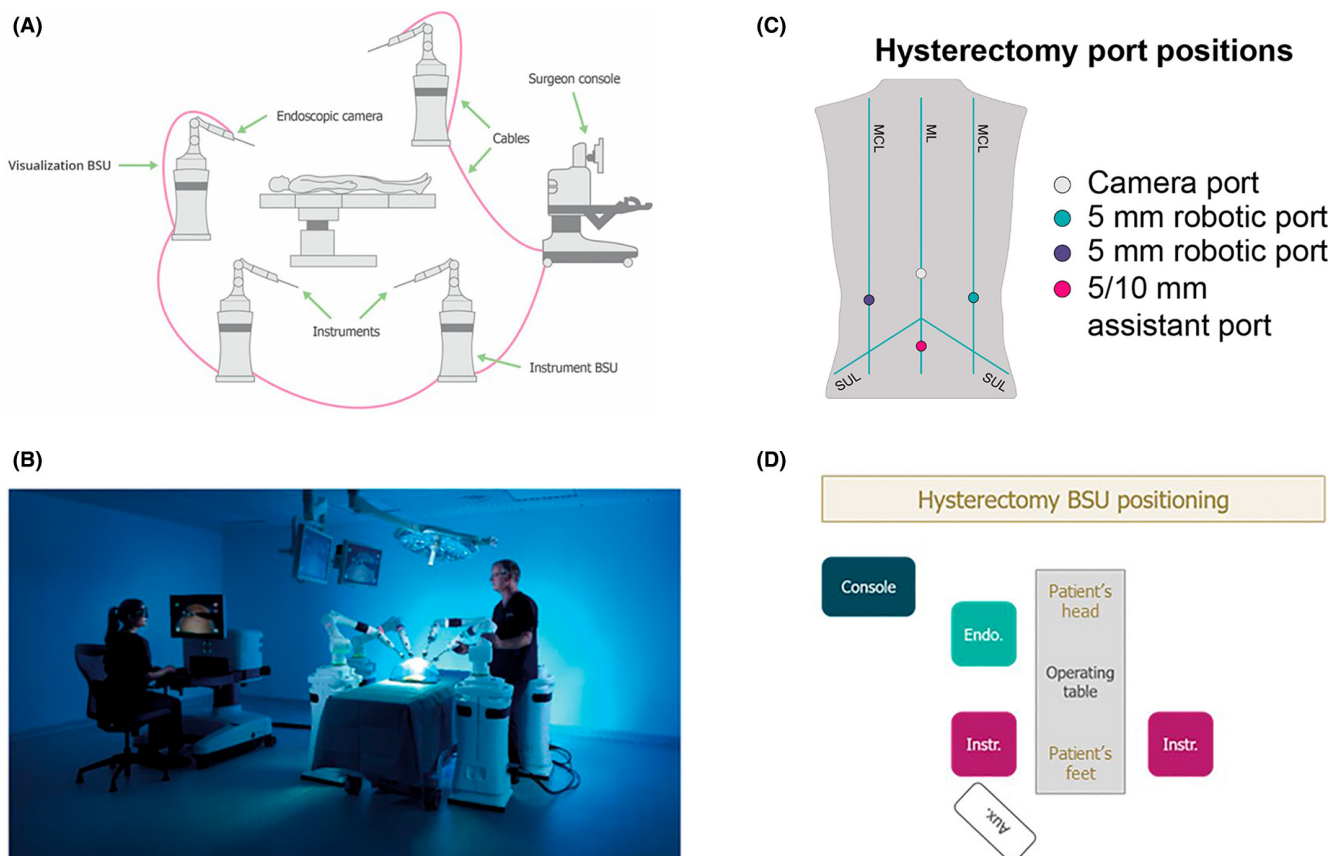 (A)
Endoscopic camera
Visualization BSU
Cables
Surgeon console
Instruments
Instrument BSU
(B)
(C)
Hysterectomy port positions
MCL
ML
MCL
SUL
SUL
Camera port
5 mm robotic port
5 mm robotic port
5/10 mm
assistant port
(D)
Hysterectomy BSU positioning
Console
Endo.
Instr.
Aux.
Patient's
head
Operating
table
Patient's
feet
Instr.